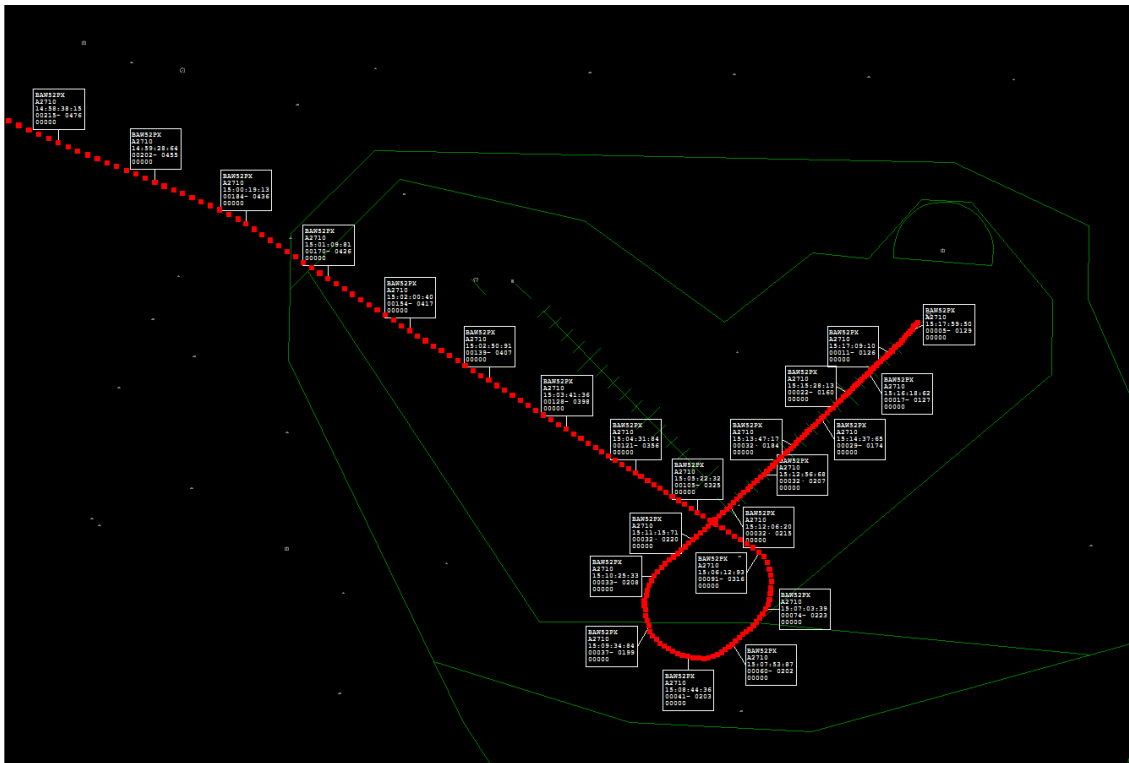 BAW52PX
A2710
14:58:38:15
00215- 0476
00000
BAW52PX
A2710
14:59:28:64
00202- 0455
00000
BAW52PX
A2710
15:00:19:13
00184- 0436
00000
BAW52PX
A2710
15:01:09:81
00170- 0426
00000
BAW52PX
A2710
15:02:00:40
00154- 0417
00000
BAW52PX
A2710
15:02:50:91
00139- 0407
00000
BAW52PX
A2710
15:03:41:36
00128- 0398
00000
BAW52PX
A2710
15:04:31:84
00121- 0356
00000
BAW52PX
A2710
15:05:22:32
00105- 0325
00000
BAW52PX
A2710
15:06:12:93
00091- 0316
00000
BAW52PX
A2710
15:07:03:39
00074- 0223
00000
BAW52PX
A2710
15:07:53:87
00060- 0202
00000
BAW52PX
A2710
15:08:44:36
00041- 0203
00000
BAW52PX
A2710
15:09:34:84
00037- 0199
00000
BAW52PX
A2710
15:10:25:33
00033- 0208
00000
BAW52PX
A2710
15:11:15:71
00032· 0220
00000
BAW52PX
A2710
15:12:06:20
00032· 0215
00000
BAW52PX
A2710
15:12:56:68
00032· 0207
00000
BAW52PX
A2710
15:13:47:17
00032· 0184
00000
BAW52PX
A2710
15:14:37:65
00029- 0174
00000
BAW52PX
A2710
15:15:28:13
00022- 0160
00000
BAW52PX
A2710
15:16:18:62
00017- 0127
00000
BAW52PX
A2710
15:17:09:10
00011- 0126
00000
BAW52PX
A2710
15:17:59:50
00005- 0129
00000